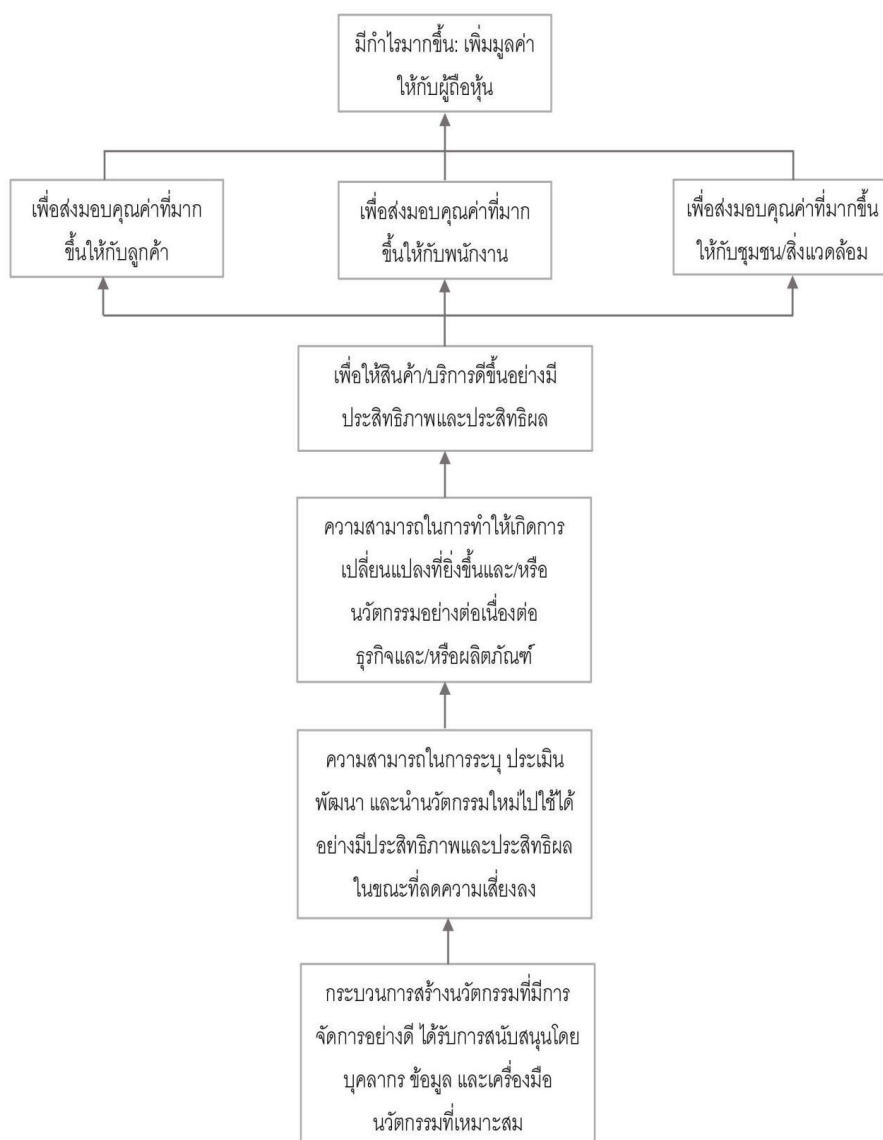 มีกำไรมากขึ้น: เพิ่มมูลค่า
ให้กับผู้ถือหุ้น
เพื่อส่งมอบคุณค่าที่มาก
ขึ้นให้กับลูกค้า
เพื่อส่งมอบคุณค่าที่มาก
ขึ้นให้กับพนักงาน
เพื่อส่งมอบคุณค่าที่มากขึ้น
ให้กับชุมชน/สิ่งแวดล้อม
เพื่อให้สินค้า/บริการดีขึ้นอย่างมี
ประสิทธิภาพและประสิทธิผล
ความสามารถในการทำให้เกิดการ
เปลี่ยนแปลงที่ยิ่งขึ้นและ/หรือ
นวัตกรรมอย่างต่อเนื่องต่อ
ธุรกิจและ/หรือผลิตภัณฑ์
ความสามารถในการระบุ ประเมิน
พัฒนา และนำนวัตกรรมใหม่ไปใช้ได้
อย่างมีประสิทธิภาพและประสิทธิผล
ในขณะที่ลดความเสี่ยงลง
กระบวนการสร้างนวัตกรรมที่มีการ
จัดการอย่างดี ได้รับการสนับสนุนโดย
บุคลากร ข้อมูล และเครื่องมือ
นวัตกรรมที่เหมาะสม